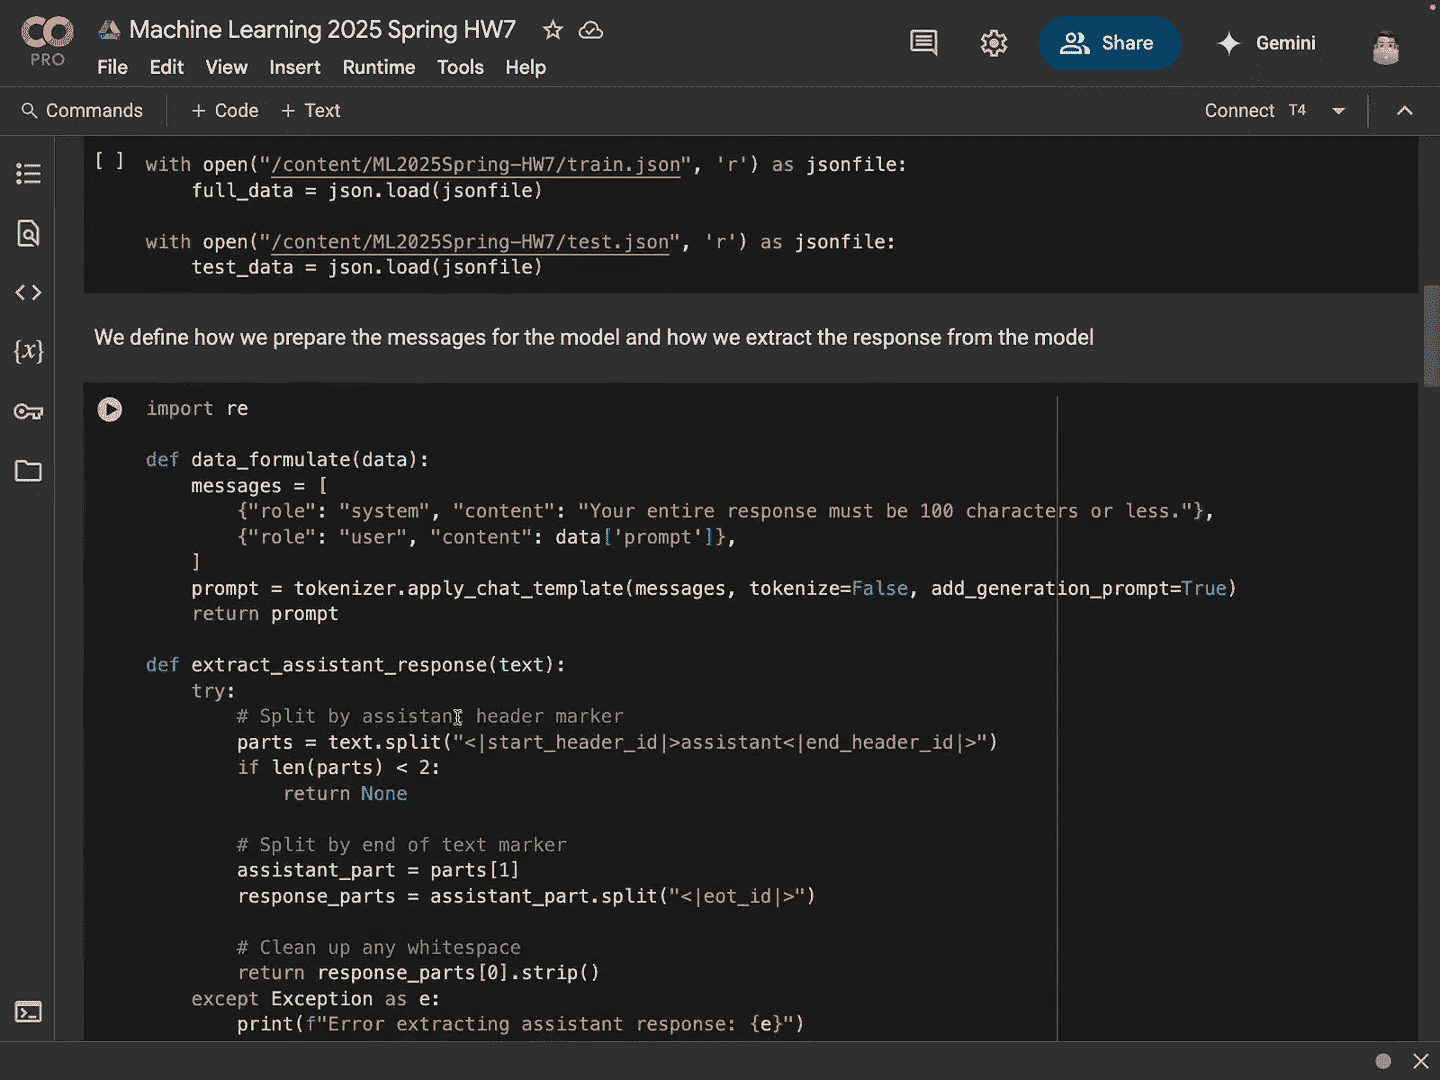 CO
PRO
Machine Learning 2025 Spring HW7
File Edit View Insert Runtime Tools Help
Share
Gemini
Commands + Code + Text
Connect T4
[ ] with open("/content/ML2025Spring-HW7/train.json", 'r') as jsonfile:
full_data = json.load(jsonfile)
with open("/content/ML2025Spring-HW7/test.json", 'r') as jsonfile:
test_data = json.load(jsonfile)
{x}
We define how we prepare the messages for the model and how we extract the response from the model
import re
def data_formulate(data):
messages = [
{"role": "system", "content": "Your entire response must be 100 characters or less."},
{"role": "user", "content": data['prompt']},
]
prompt = tokenizer.apply_chat_template(messages, tokenize=False, add_generation_prompt=True)
return prompt
def extract_assistant_response(text):
try:
# Split by assistant header marker
parts = text.split("<|start_header_id|>assistant<|end_header_id|>")
if len(parts) < 2:
return None
# Split by end of text marker
assistant_part = parts[1]
response_parts = assistant_part.split("<|eot_id|>")
# Clean up any whitespace
return response_parts[0].strip()
except Exception as e:
print(f"Error extracting assistant response: {e}")